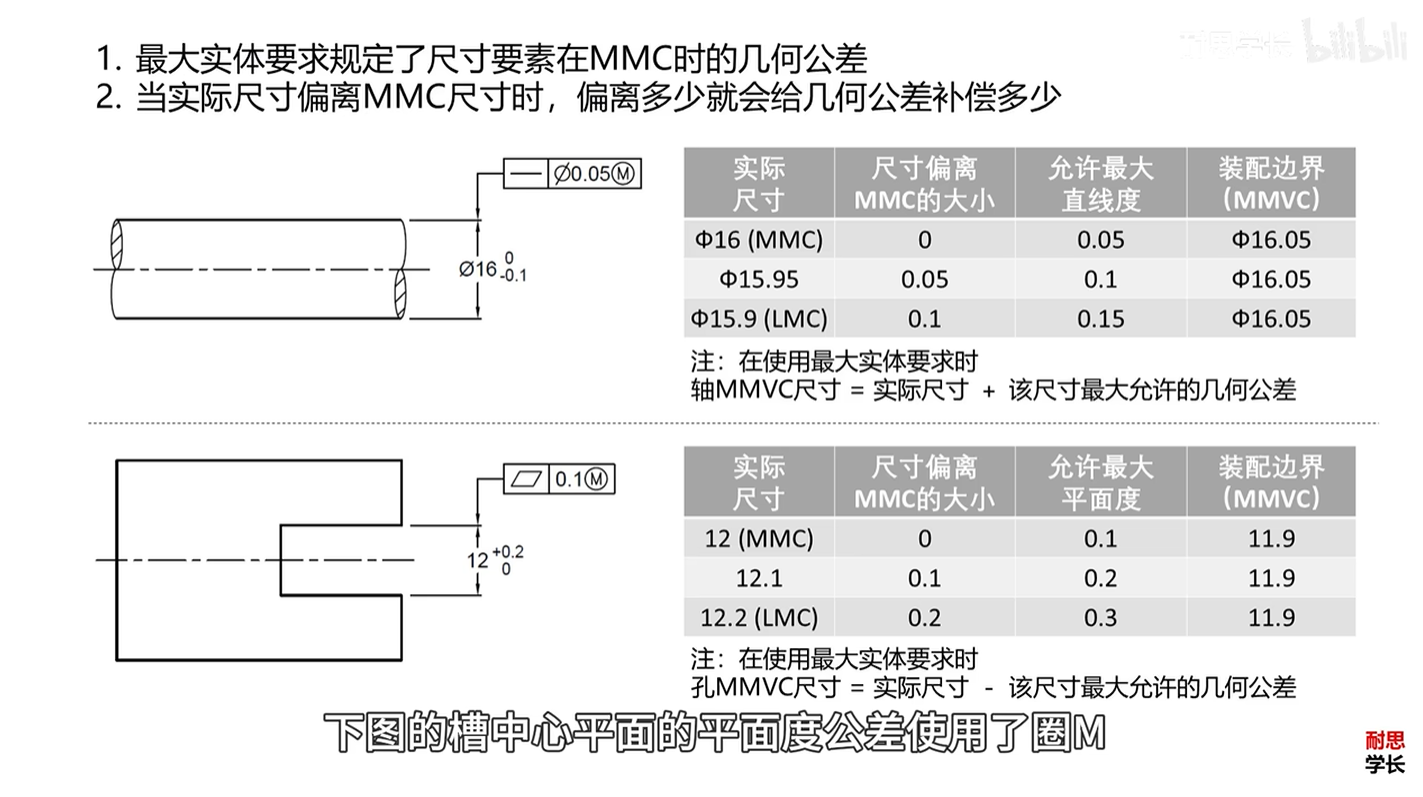 耐思学长 bilibili
1. 最大实体要求规定了尺寸要素在MMC时的几何公差
2. 当实际尺寸偏离MMC尺寸时，偏离多少就会给几何公差补偿多少
Ø0.05Ⓜ
Ø16 0 -0.1
实际尺寸 尺寸偏离MMC的大小 允许最大直线度 装配边界（MMVC）
Φ16 (MMC) 0 0.05 Φ16.05
Φ15.95 0.05 0.1 Φ16.05
Φ15.9 (LMC) 0.1 0.15 Φ16.05
注：在使用最大实体要求时
轴MMVC尺寸 = 实际尺寸 + 该尺寸最大允许的几何公差
0.1Ⓜ
12 +0.2 0
实际尺寸 尺寸偏离MMC的大小 允许最大平面度 装配边界（MMVC）
12 (MMC) 0 0.1 11.9
12.1 0.1 0.2 11.9
12.2 (LMC) 0.2 0.3 11.9
注：在使用最大实体要求时
孔MMVC尺寸 = 实际尺寸 - 该尺寸最大允许的几何公差
下图的槽中心平面的平面度公差使用了圈M
耐思
学长